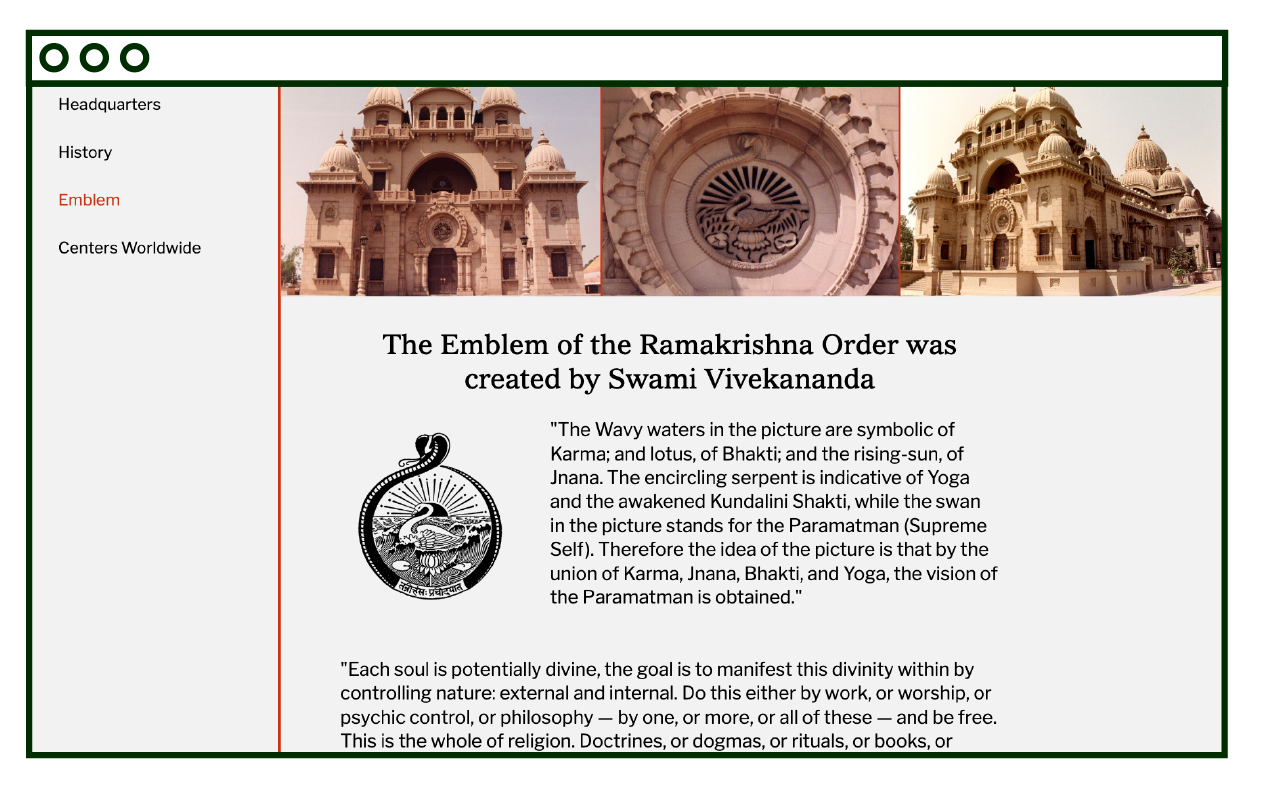 Headquarters
History
Emblem
Centers Worldwide
The Emblem of the Ramakrishna Order was
created by Swami Vivekananda
"The Wavy waters in the picture are symbolic of
Karma; and lotus, of Bhakti; and the rising-sun, of
Jnana. The encircling serpent is indicative of Yoga
and the awakened Kundalini Shakti, while the swan
in the picture stands for the Paramatman (Supreme
Self). Therefore the idea of the picture is that by the
union of Karma, Jnana, Bhakti, and Yoga, the vision of
the Paramatman is obtained."
तन्नो हंसः प्रचोदयात्
"Each soul is potentially divine, the goal is to manifest this divinity within by
controlling nature: external and internal. Do this either by work, or worship, or
psychic control, or philosophy — by one, or more, or all of these — and be free.
This is the whole of religion. Doctrines, or dogmas, or rituals, or books, or